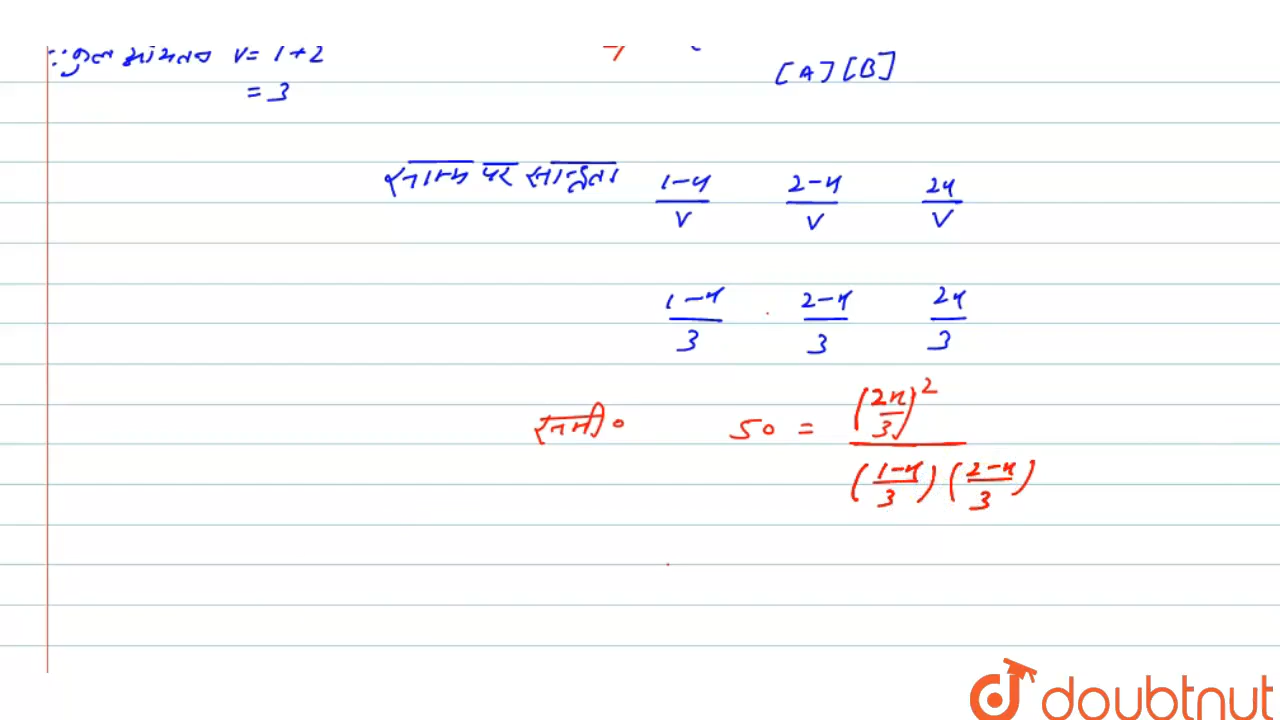 ∵ कुल आयतन V = 1 + 2
= 3
[A] [B]
साम्य पर सान्द्रता (1-x)/V (2-x)/V 2x/V
(1-x)/3 (2-x)/3 2x/3
समी० 50 = (2x/3)² / ((1-x)/3) ((2-x)/3)
doubtnut